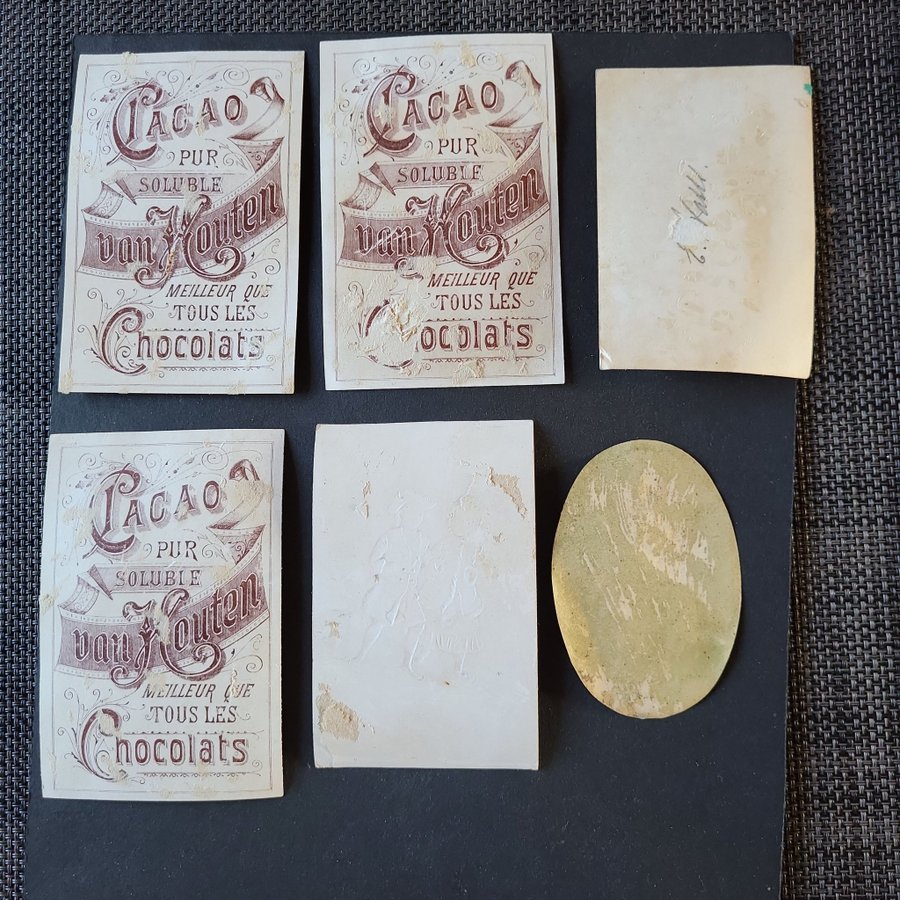 CACAO
PUR
SOLUBLE
van Houten
MEILLEUR QUE
TOUS LES
Chocolats
CACAO
PUR
SOLUBLE
van Houten
MEILLEUR QUE
TOUS LES
Chocolats
CACAO
PUR
SOLUBLE
van Houten
MEILLEUR QUE
TOUS LES
Chocolats